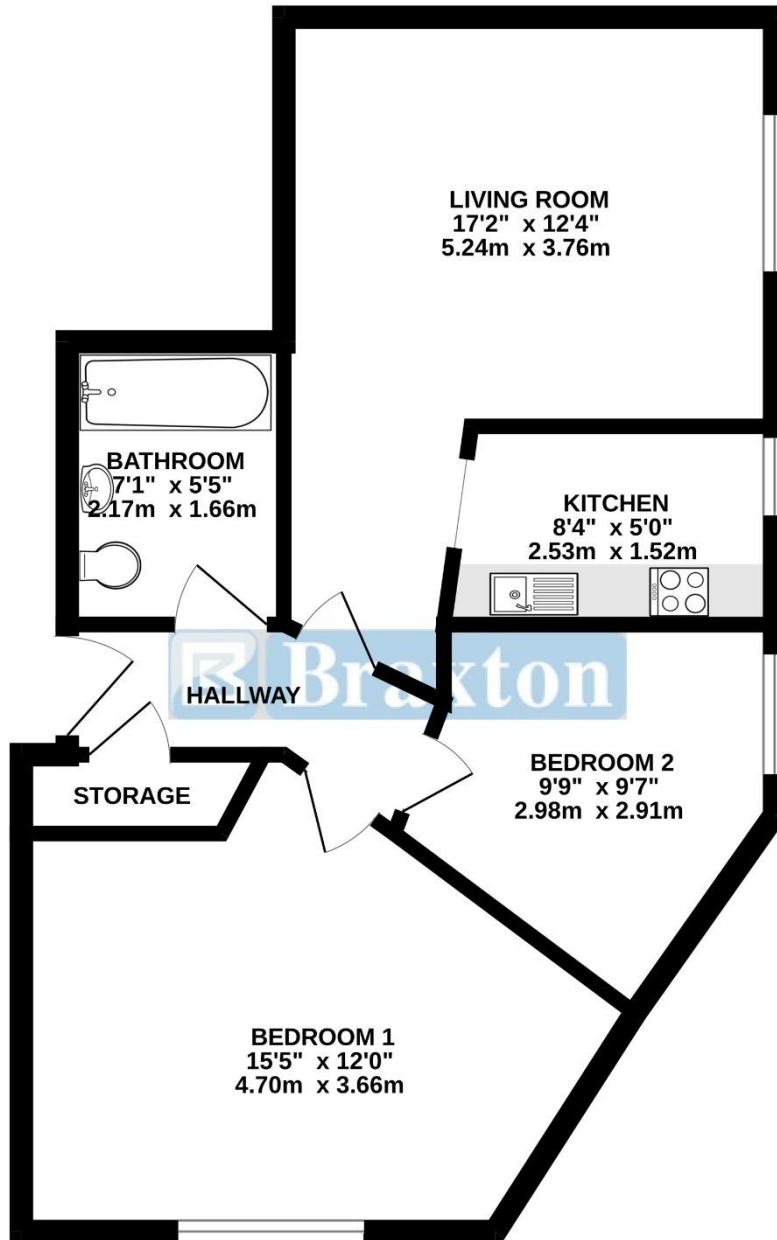 LIVING ROOM
17'2" x 12'4"
5.24m x 3.76m
BATHROOM
7'1" x 5'5"
2.17m x 1.66m
KITCHEN
8'4" x 5'0"
2.53m x 1.52m
Braxton
HALLWAY
BEDROOM 2
9'9" x 9'7"
2.98m x 2.91m
STORAGE
BEDROOM 1
15'5" x 12'0"
4.70m x 3.66m